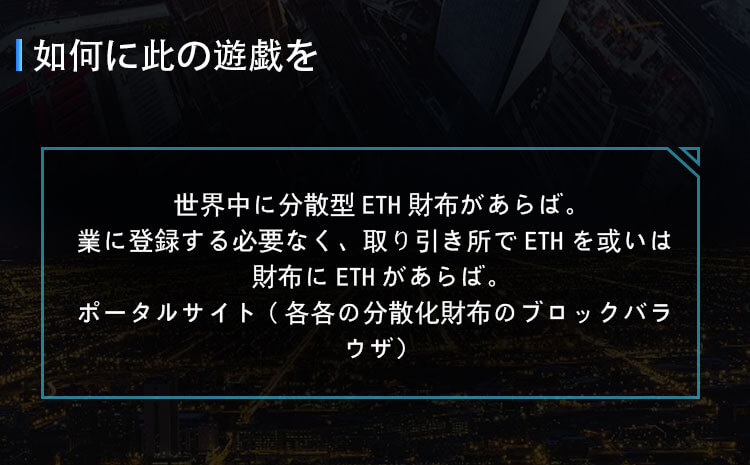 如何に此の遊戯を
世界中に分散型 ETH 財布があらば。
業に登録する必要なく、取り引き所で ETH を或いは
財布に ETH があらば。
ポータルサイト ( 各各の分散化財布のブロックバラ
ウザ）